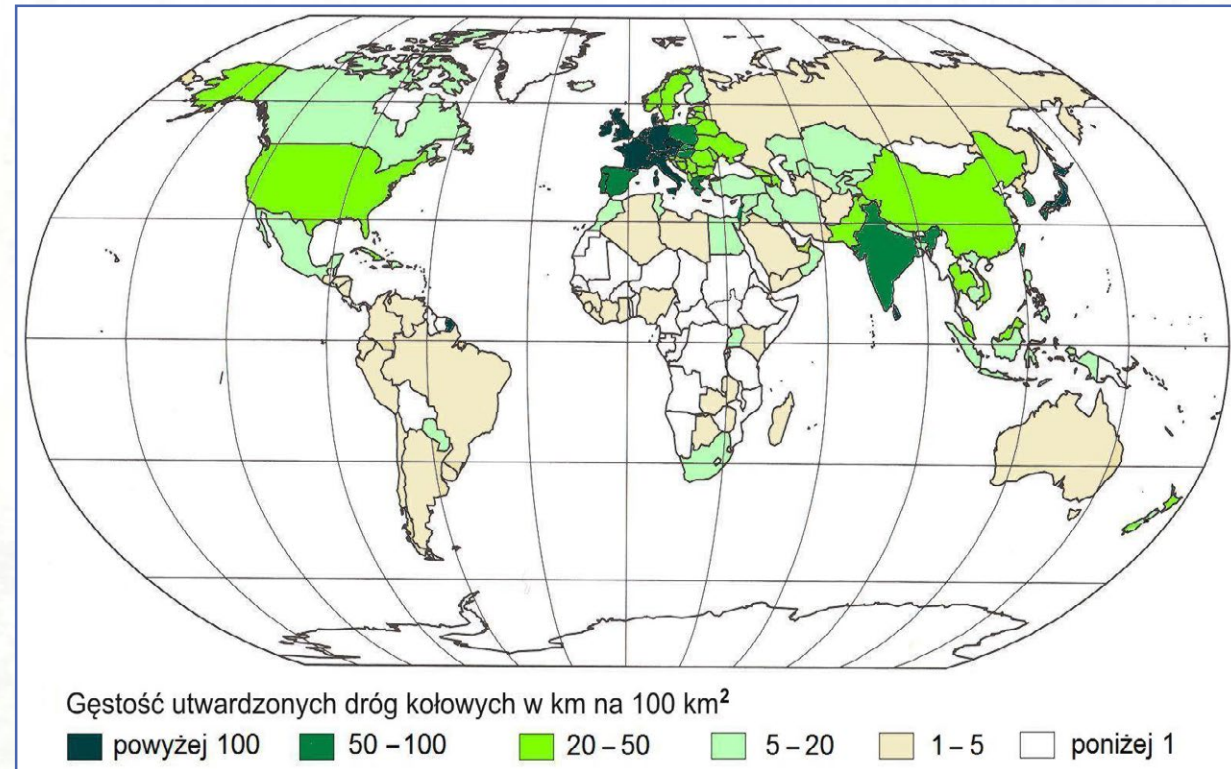 Gęstość utwardzonych dróg kołowych w km na 100 km²
powyżej 100 50 – 100 20 – 50 5 – 20 1 – 5 poniżej 1